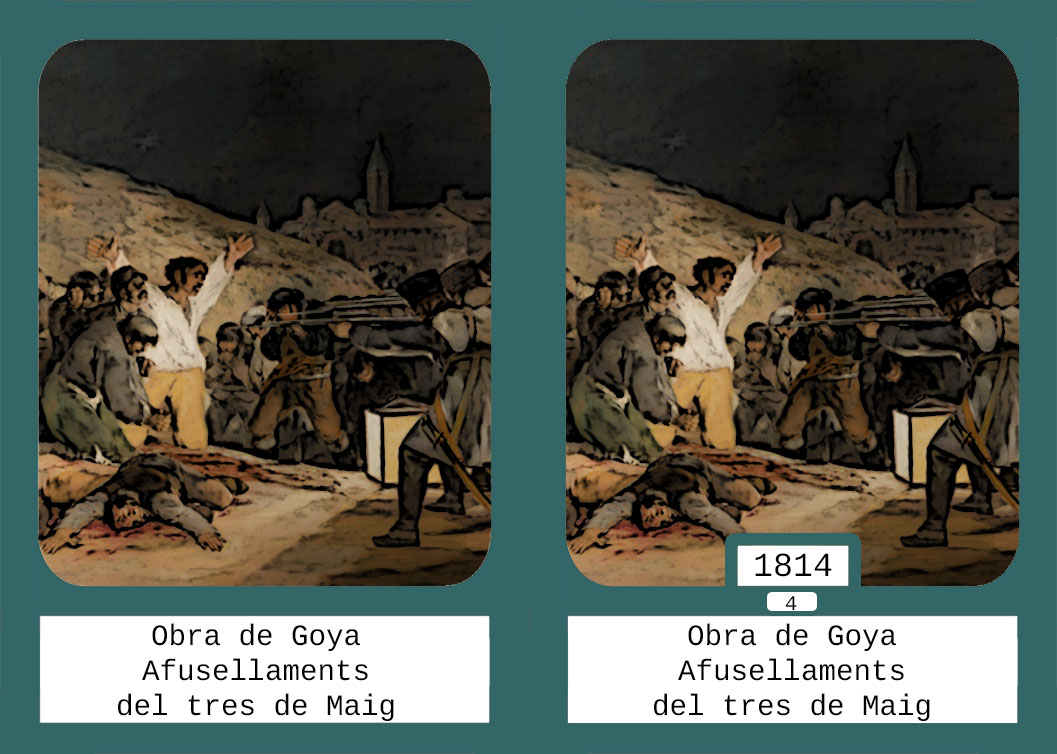 Obra de Goya
Afusellaments
del tres de Maig
1814
4
Obra de Goya
Afusellaments
del tres de Maig